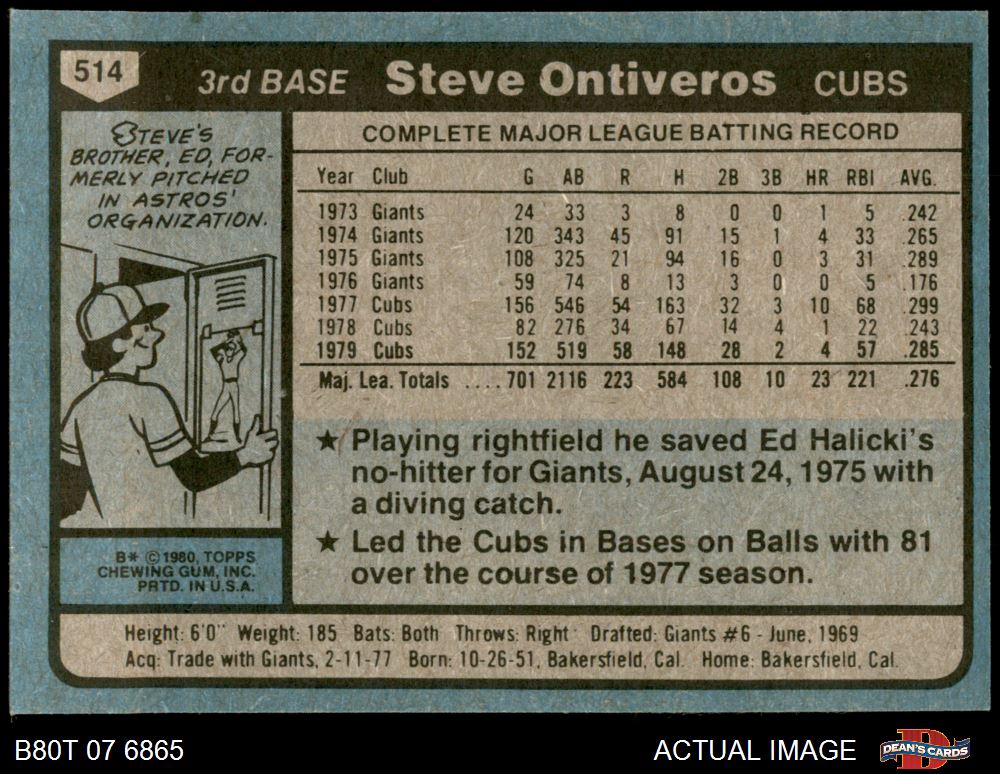 514
3rd BASE Steve Ontiveros CUBS
STEVE'S
BROTHER, ED, FOR-
MERLY PITCHED
IN ASTROS'
ORGANIZATION.
COMPLETE MAJOR LEAGUE BATTING RECORD
Year Club G AB R H 2B 3B HR RBI AVG.
1973 Giants 24 33 3 8 0 0 1 5 .242
1974 Giants 120 343 45 91 15 1 4 33 .265
1975 Giants 108 325 21 94 16 0 3 31 .289
1976 Giants 59 74 8 13 3 0 0 5 .176
1977 Cubs 156 546 54 163 32 3 10 68 .299
1978 Cubs 82 276 34 67 14 4 1 22 .243
1979 Cubs 152 519 58 148 28 2 4 57 .285
Maj. Lea. Totals ....701 2116 223 584 108 10 23 221 .276
★ Playing rightfield he saved Ed Halicki's
no-hitter for Giants, August 24, 1975 with
a diving catch.
★ Led the Cubs in Bases on Balls with 81
over the course of 1977 season.
B* © 1980, TOPPS
CHEWING GUM, INC.
PRTD. IN U.S.A.
Height: 6'0" Weight: 185 Bats: Both Throws: Right Drafted: Giants #6 - June, 1969
Acq: Trade with Giants, 2-11-77 Born: 10-26-51, Bakersfield, Cal. Home: Bakersfield, Cal.
B80T 07 6865
ACTUAL IMAGE
DEAN'S CARDS